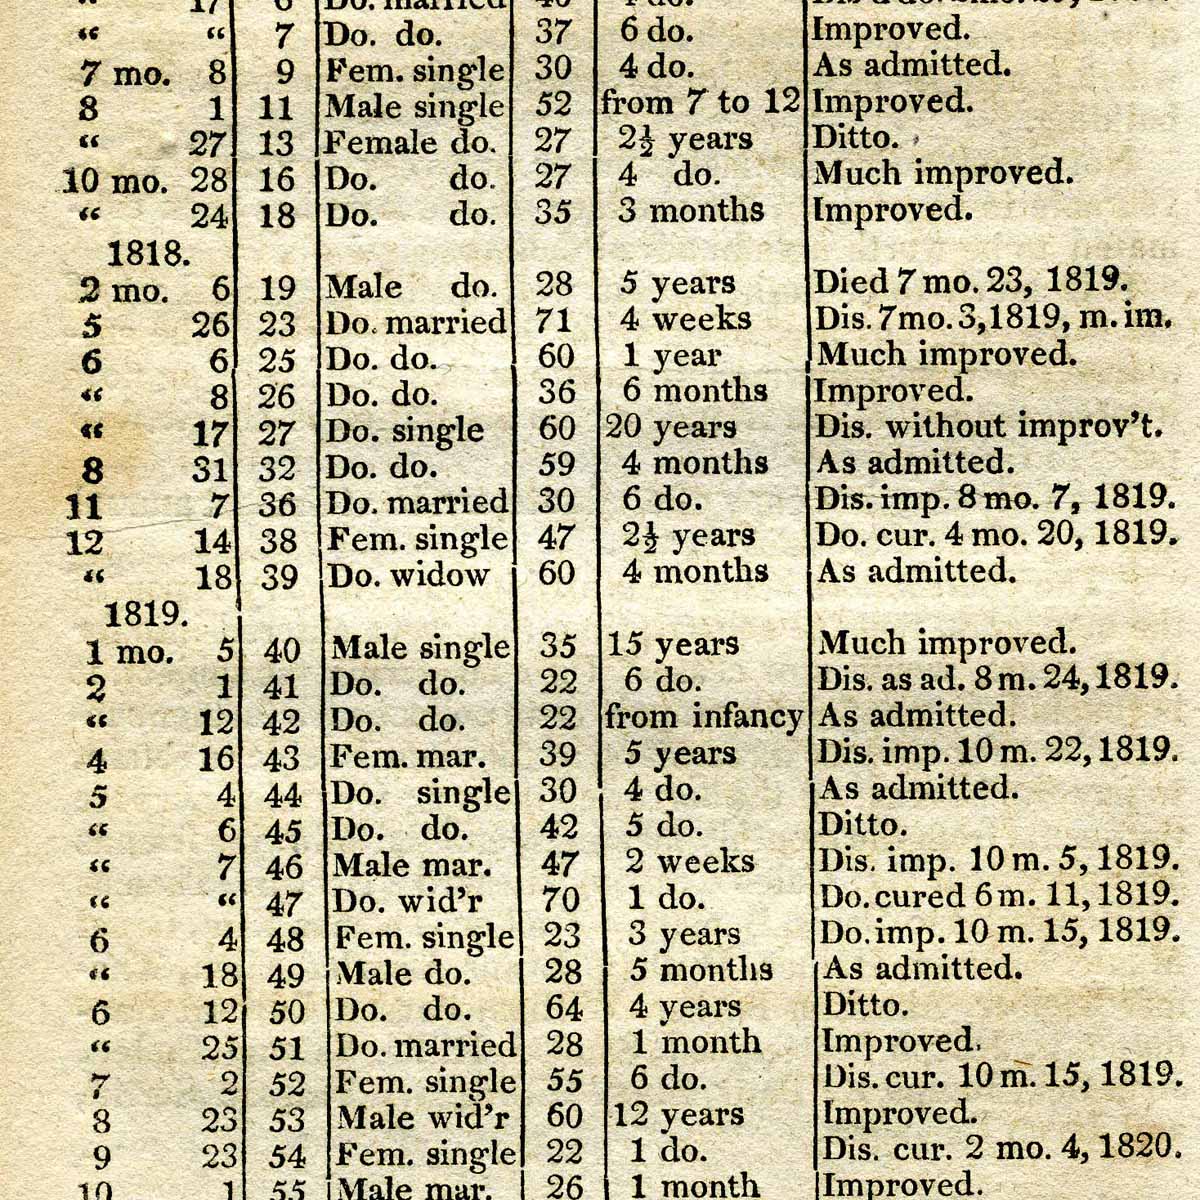 “ 17 6 Do. married 40
“ “ 7 Do. do. 37 6 do. Improved.
7 mo. 8 9 Fem. single 30 4 do. As admitted.
8 1 11 Male single 52 from 7 to 12 Improved.
“ 27 13 Female do. 27 2½ years Ditto.
10 mo. 28 16 Do. do. 27 4 do. Much improved.
“ 24 18 Do. do. 35 3 months Improved.
1818.
2 mo. 6 19 Male do. 28 5 years Died 7 mo. 23, 1819.
5 26 23 Do. married 71 4 weeks Dis. 7mo. 3,1819, m. im.
6 6 25 Do. do. 60 1 year Much improved.
“ 8 26 Do. do. 36 6 months Improved.
“ 17 27 Do. single 60 20 years Dis. without improv’t.
8 31 32 Do. do. 59 4 months As admitted.
11 7 36 Do. married 30 6 do. Dis. imp. 8 mo. 7, 1819.
12 14 38 Fem. single 47 2½ years Do. cur. 4 mo. 20, 1819.
“ 18 39 Do. widow 60 4 months As admitted.
1819.
1 mo. 5 40 Male single 35 15 years Much improved.
2 1 41 Do. do. 22 6 do. Dis. as ad. 8 m. 24, 1819.
“ 12 42 Do. do. 22 from infancy As admitted.
4 16 43 Fem. mar. 39 5 years Dis. imp. 10 m. 22, 1819.
5 4 44 Do. single 30 4 do. As admitted.
“ 6 45 Do. do. 42 5 do. Ditto.
“ 7 46 Male mar. 47 2 weeks Dis. imp. 10 m. 5, 1819.
“ “ 47 Do. wid'r 70 1 do. Do. cured 6 m. 11, 1819.
6 4 48 Fem. single 23 3 years Do. imp. 10 m. 15, 1819.
“ 18 49 Male do. 28 5 months As admitted.
6 12 50 Do. do. 64 4 years Ditto.
“ 25 51 Do. married 28 1 month Improved.
7 2 52 Fem. single 55 6 do. Dis. cur. 10 m. 15, 1819.
8 23 53 Male wid'r 60 12 years Improved.
9 23 54 Fem. single 22 1 do. Dis. cur. 2 mo. 4, 1820.
10 1 55 Male mar. 26 1 month Improved.